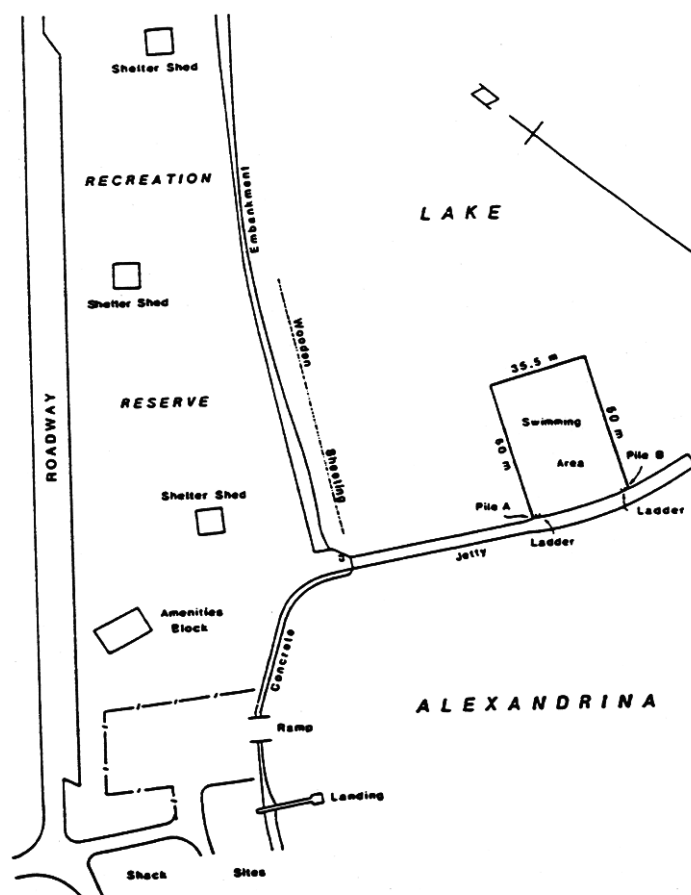 Shelter Shed
RECREATION
Embankment
LAKE
Shelter Shed
Wooden
35.5 m
RESERVE
ROADWAY
Swimming
60 m
60 m
Sheeting
Area
Pile B
Shelter Shed
Pile A
Ladder
Ladder
Jetty
Amenities
Block
Concrete
ALEXANDRINA
Ramp
Landing
Shack
Sites